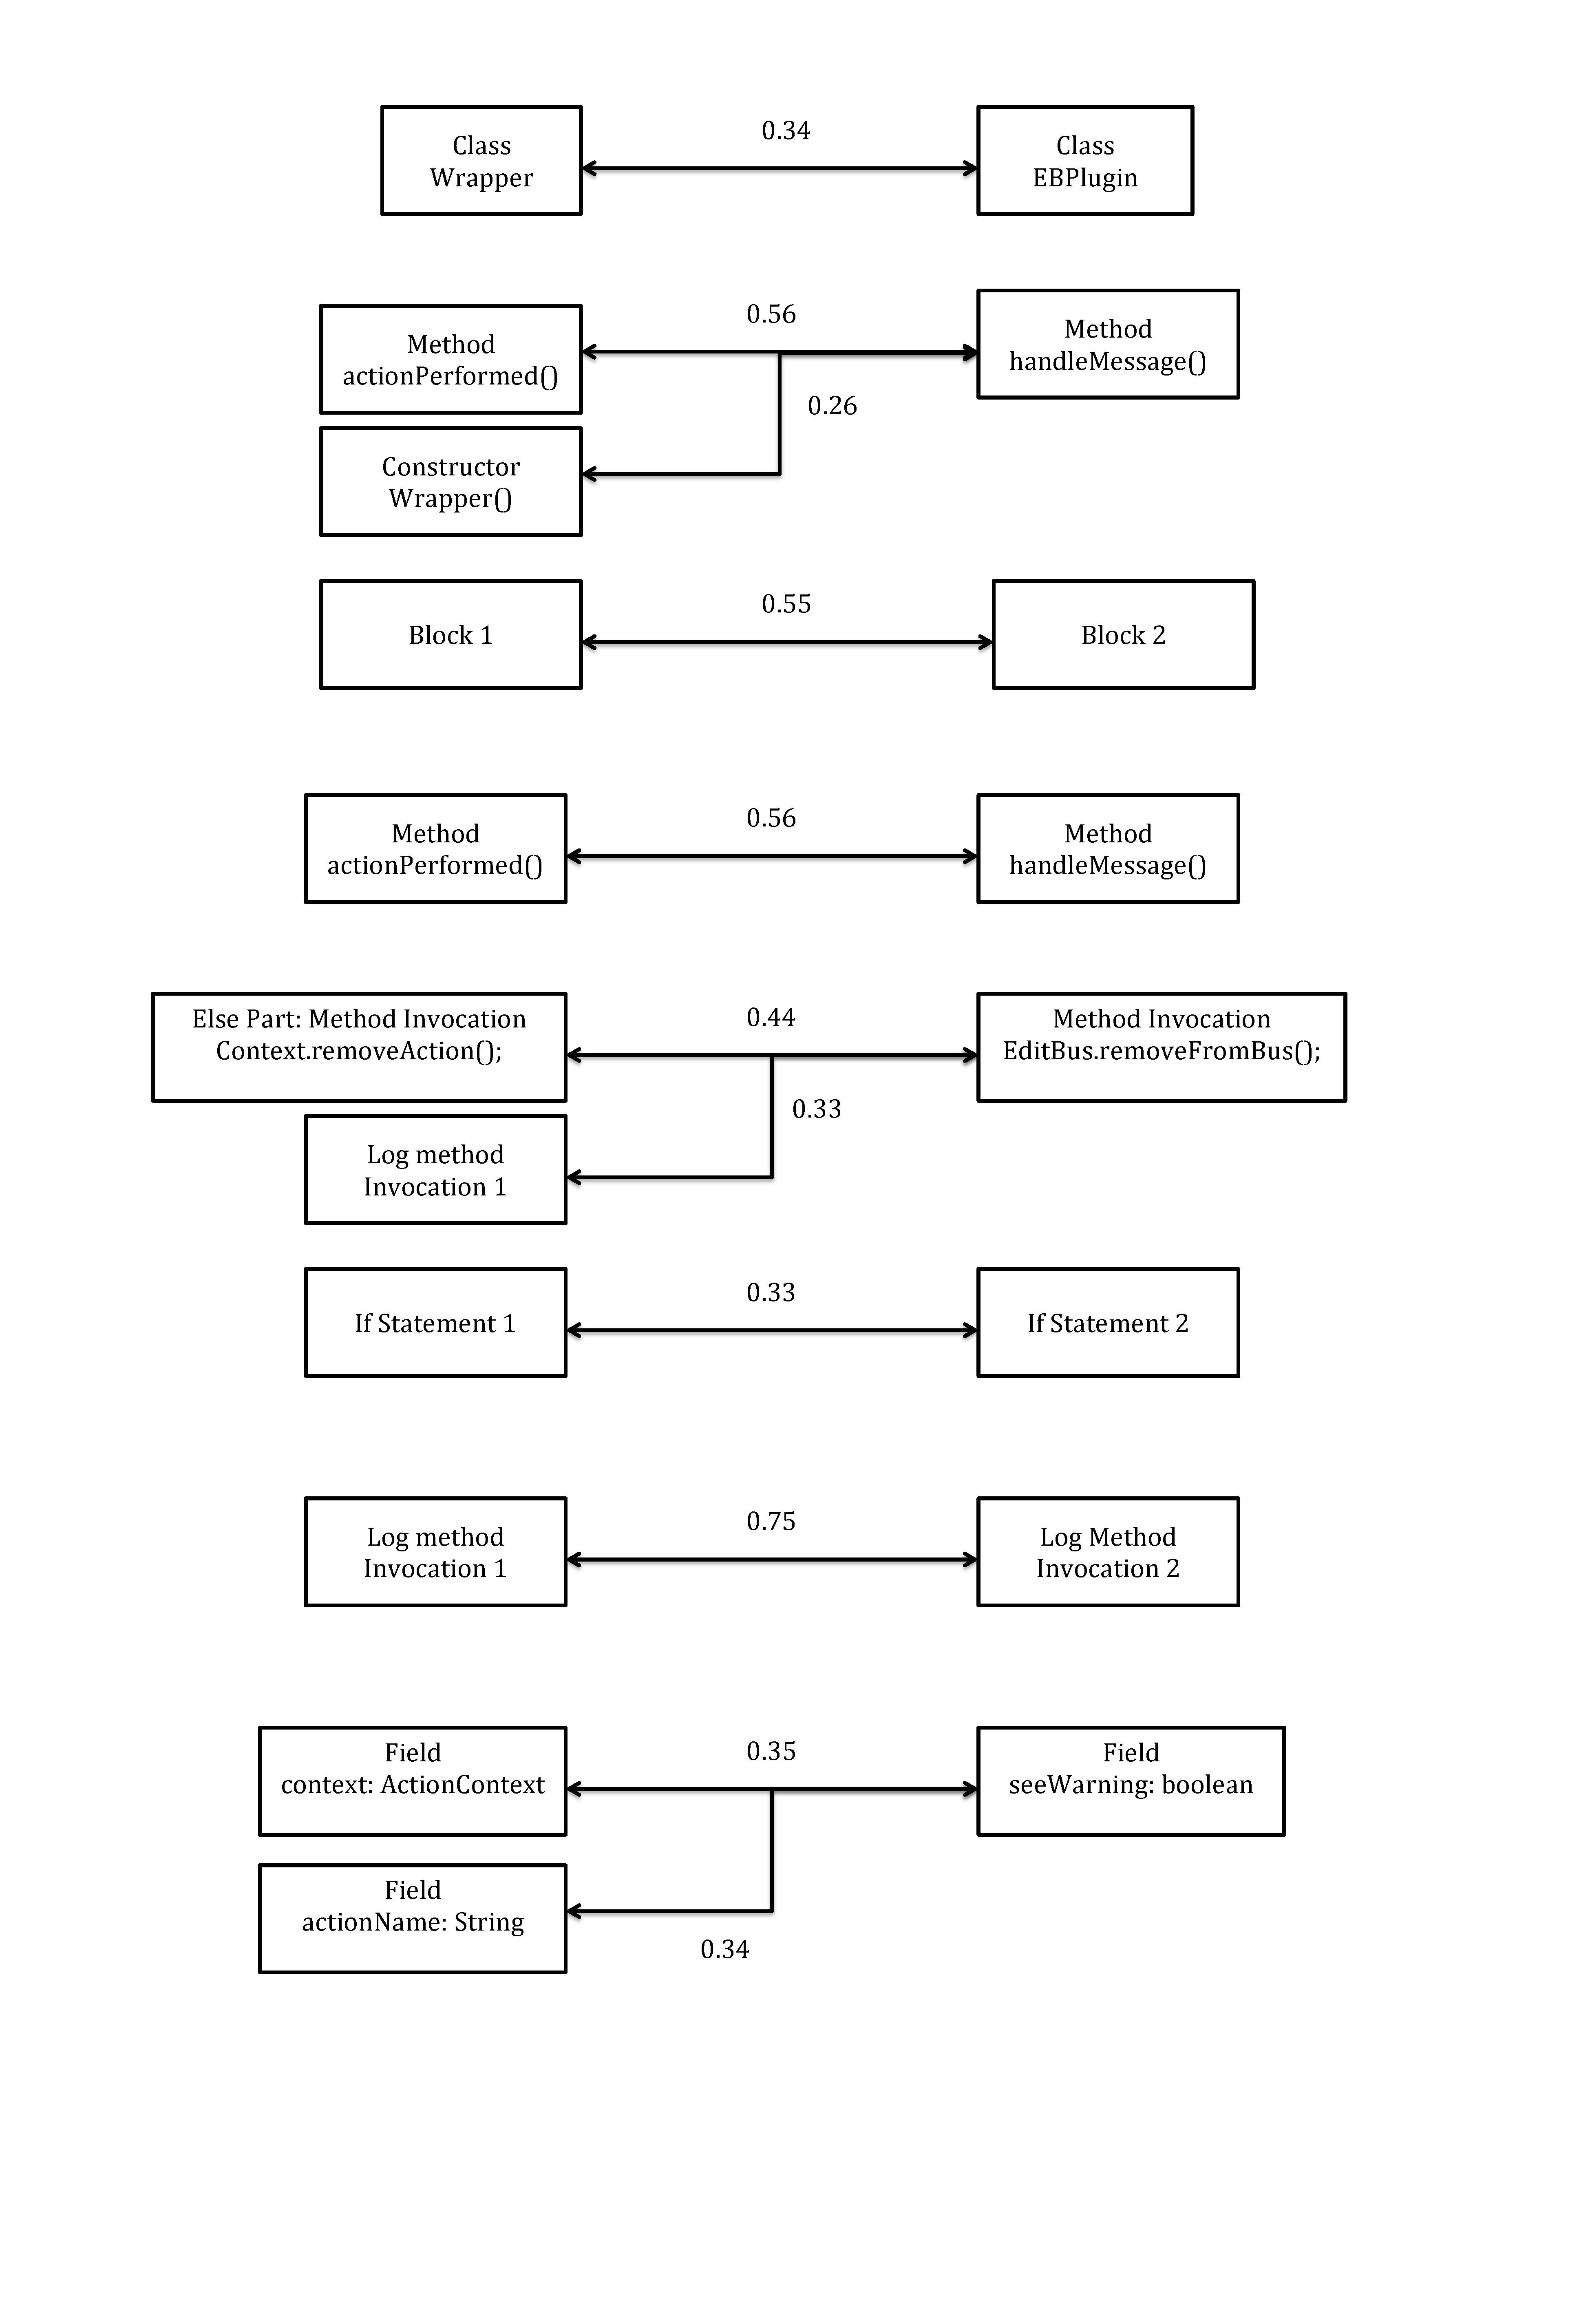 Class
Wrapper
0.34
Class
EBPlugin
Method
actionPerformed()
0.56
Method
handleMessage()
0.26
Constructor
Wrapper()
Block 1
0.55
Block 2
Method
actionPerformed()
0.56
Method
handleMessage()
Else Part: Method Invocation
Context.removeAction();
0.44
Method Invocation
EditBus.removeFromBus();
0.33
Log method
Invocation 1
If Statement 1
0.33
If Statement 2
Log method
Invocation 1
0.75
Log Method
Invocation 2
Field
context: ActionContext
0.35
Field
seeWarning: boolean
Field
actionName: String
0.34